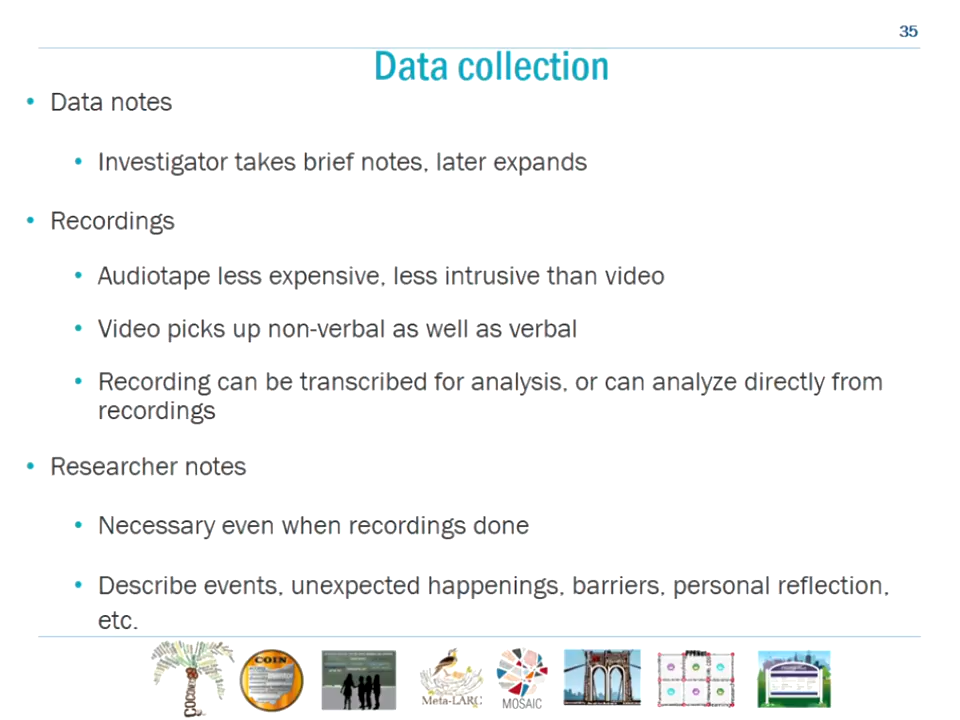 35
Data collection
• Data notes
• Investigator takes brief notes, later expands
• Recordings
• Audiotape less expensive, less intrusive than video
• Video picks up non-verbal as well as verbal
• Recording can be transcribed for analysis, or can analyze directly from
recordings
• Researcher notes
• Necessary even when recordings done
• Describe events, unexpected happenings, barriers, personal reflection,
etc.
COCONet
COIN
Meta-LARC
MOSAIC
PPRNet